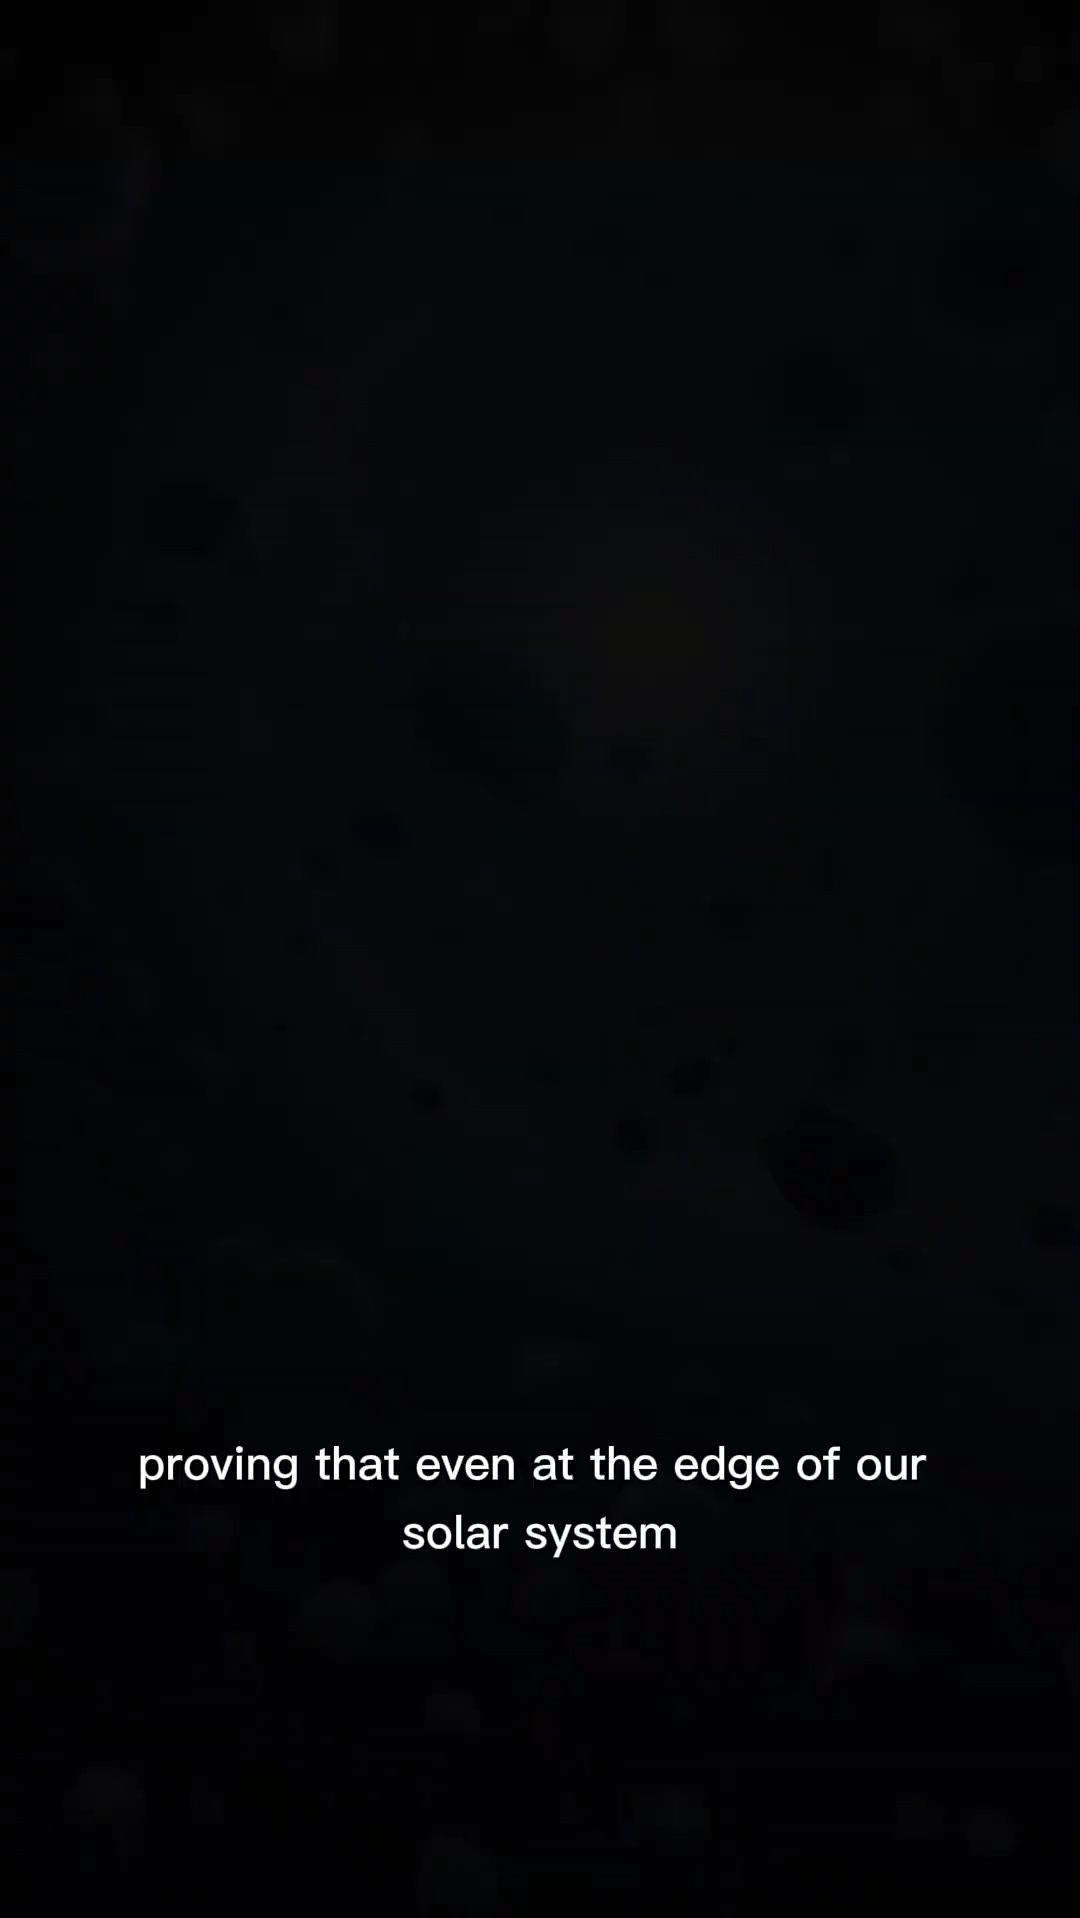 proving that even at the edge of our
solar system